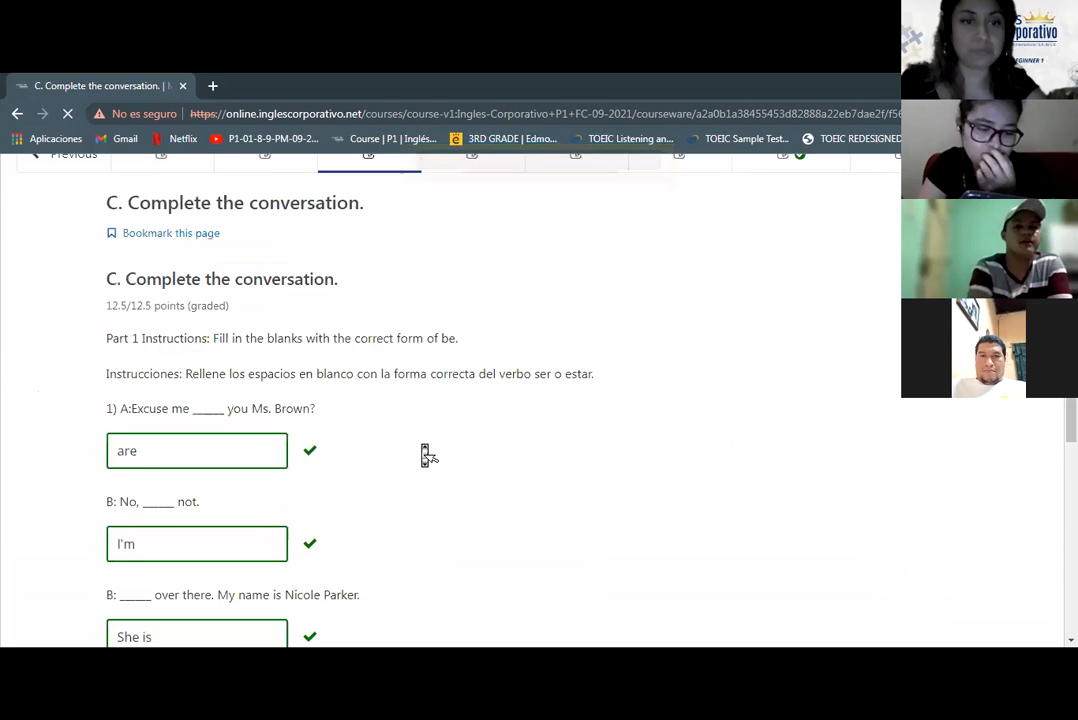 C. Complete the conversation. |
No es seguro
https://online.inglescorporativo.net/courses/course-v1:Ingles-Corporativo+P1+FC-09-2021/courseware/a2a0b1a38455453d82888a22eb7dae2f/f56
Aplicaciones
Gmail
Netflix
P1-01-8-9-PM-09-2...
Course | P1 | Inglés...
3RD GRADE | Edmo...
TOEIC Listening an...
TOEIC Sample Test...
TOEIC REDESIGNED
Previous
C. Complete the conversation.
Bookmark this page
C. Complete the conversation.
12.5/12.5 points (graded)
Part 1 Instructions: Fill in the blanks with the correct form of be.
Instrucciones: Rellene los espacios en blanco con la forma correcta del verbo ser o estar.
1) A:Excuse me ______ you Ms. Brown?
are
B: No, ______ not.
I'm
B: ______ over there. My name is Nicole Parker.
She is